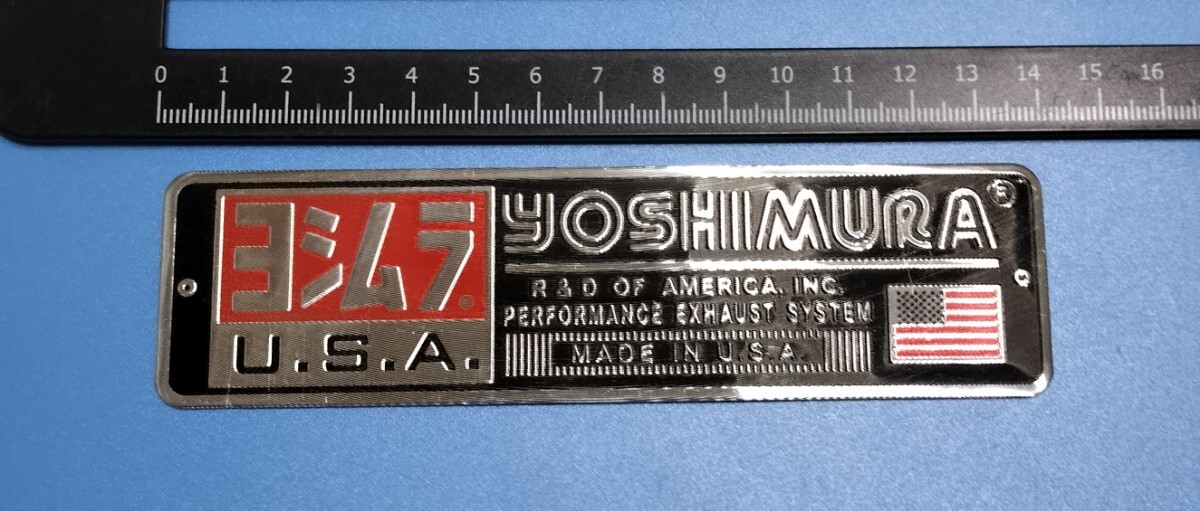 0 1 2 3 4 5 6 7 8 9 10 11 12 13 14 15 16
ヨシムラ®
U.S.A.
YOSHIMURA®
R & D OF AMERICA. INC.
PERFORMANCE EXHAUST SYSTEM
MADE IN U.S.A.